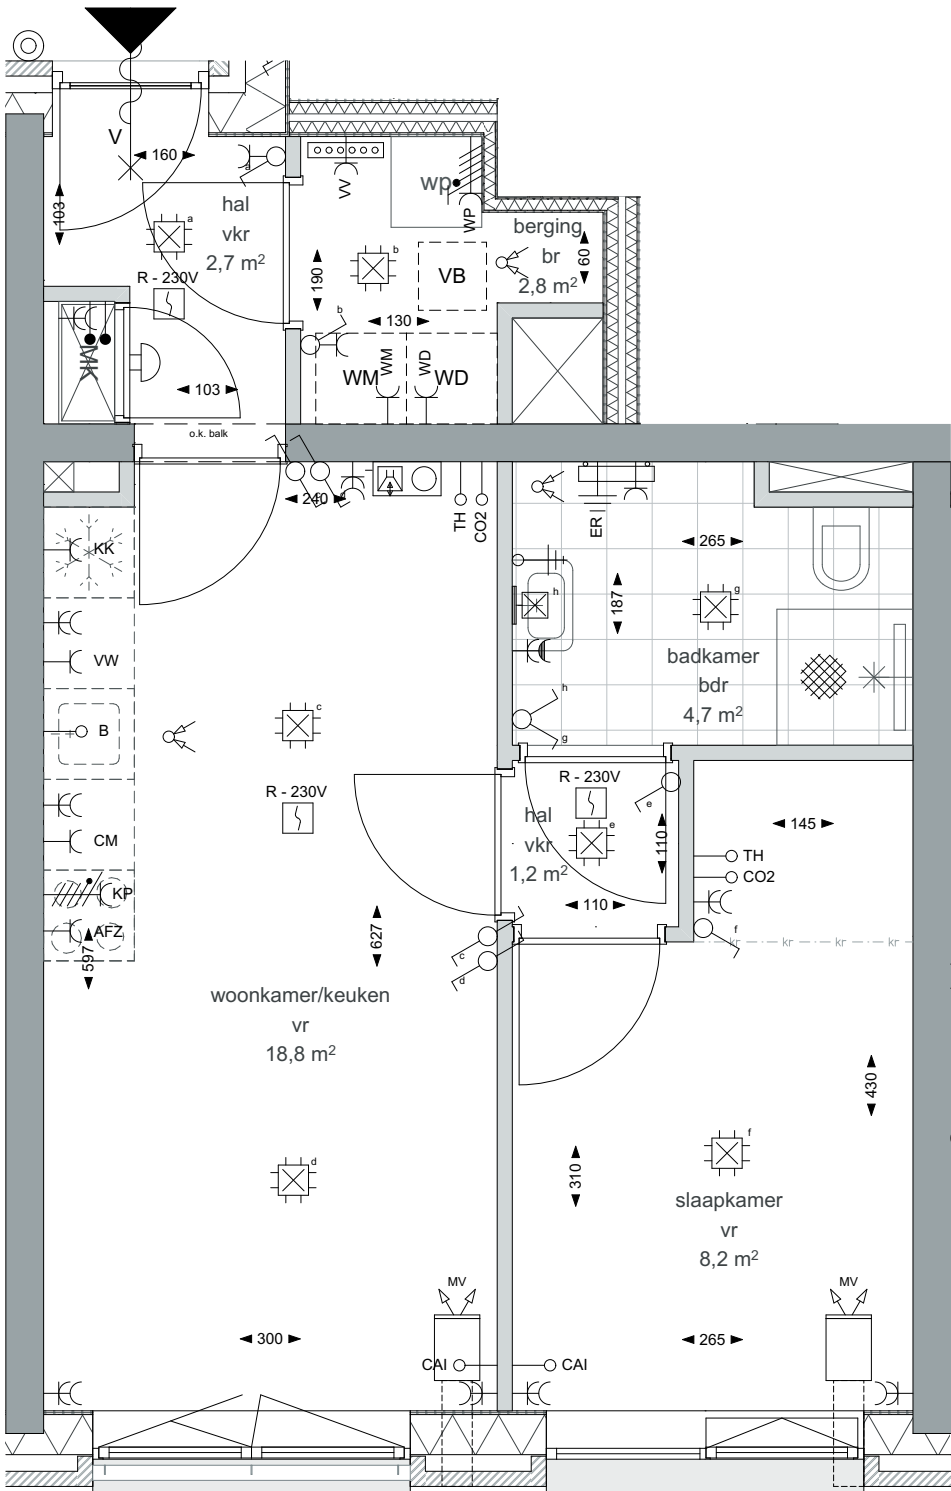 V
160
a
103
hal
vkr
2,7 m²
a
R - 230V
VV
wp
WP
berging
br
2,8 m²
60
b
190
VB
b
130
WM
WD
WM
WD
MK
103
o.k. balk
240
TH
CO2
ER
265
187
g
h
badkamer
bdr
4,7 m²
h
g
KK
VW
B
CM
KP
AFZ
597
c
R - 230V
R - 230V
e
hal
vkr
1,2 m²
e
110
110
145
TH
CO2
f
kr kr kr kr
627
c
d
woonkamer/keuken
vr
18,8 m²
430
310
d
f
slaapkamer
vr
8,2 m²
MV
MV
300
265
CAI
CAI